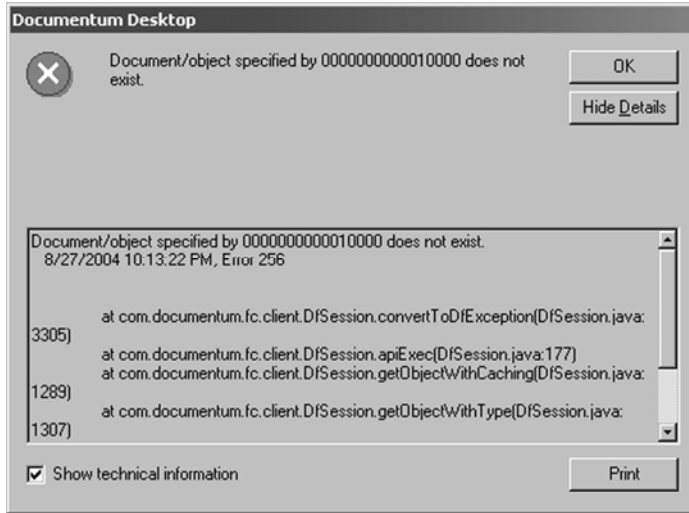 Documentum Desktop
Document/object specified by 0000000000010000 does not
exist.
OK
Hide Details
Document/object specified by 0000000000010000 does not exist.
8/27/2004 10:13:22 PM, Error 256
at com.documentum.fc.client.DfSession.convertToDfException(DfSession.java:
3305)
at com.documentum.fc.client.DfSession.apiExec(DfSession.java:177)
at com.documentum.fc.client.DfSession.getObjectWithCaching(DfSession.java:
1289)
at com.documentum.fc.client.DfSession.getObjectWithType(DfSession.java:
1307)
Show technical information
Print